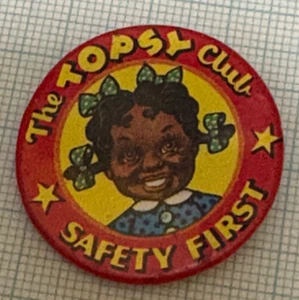 The TOPSY Club
SAFETY FIRST